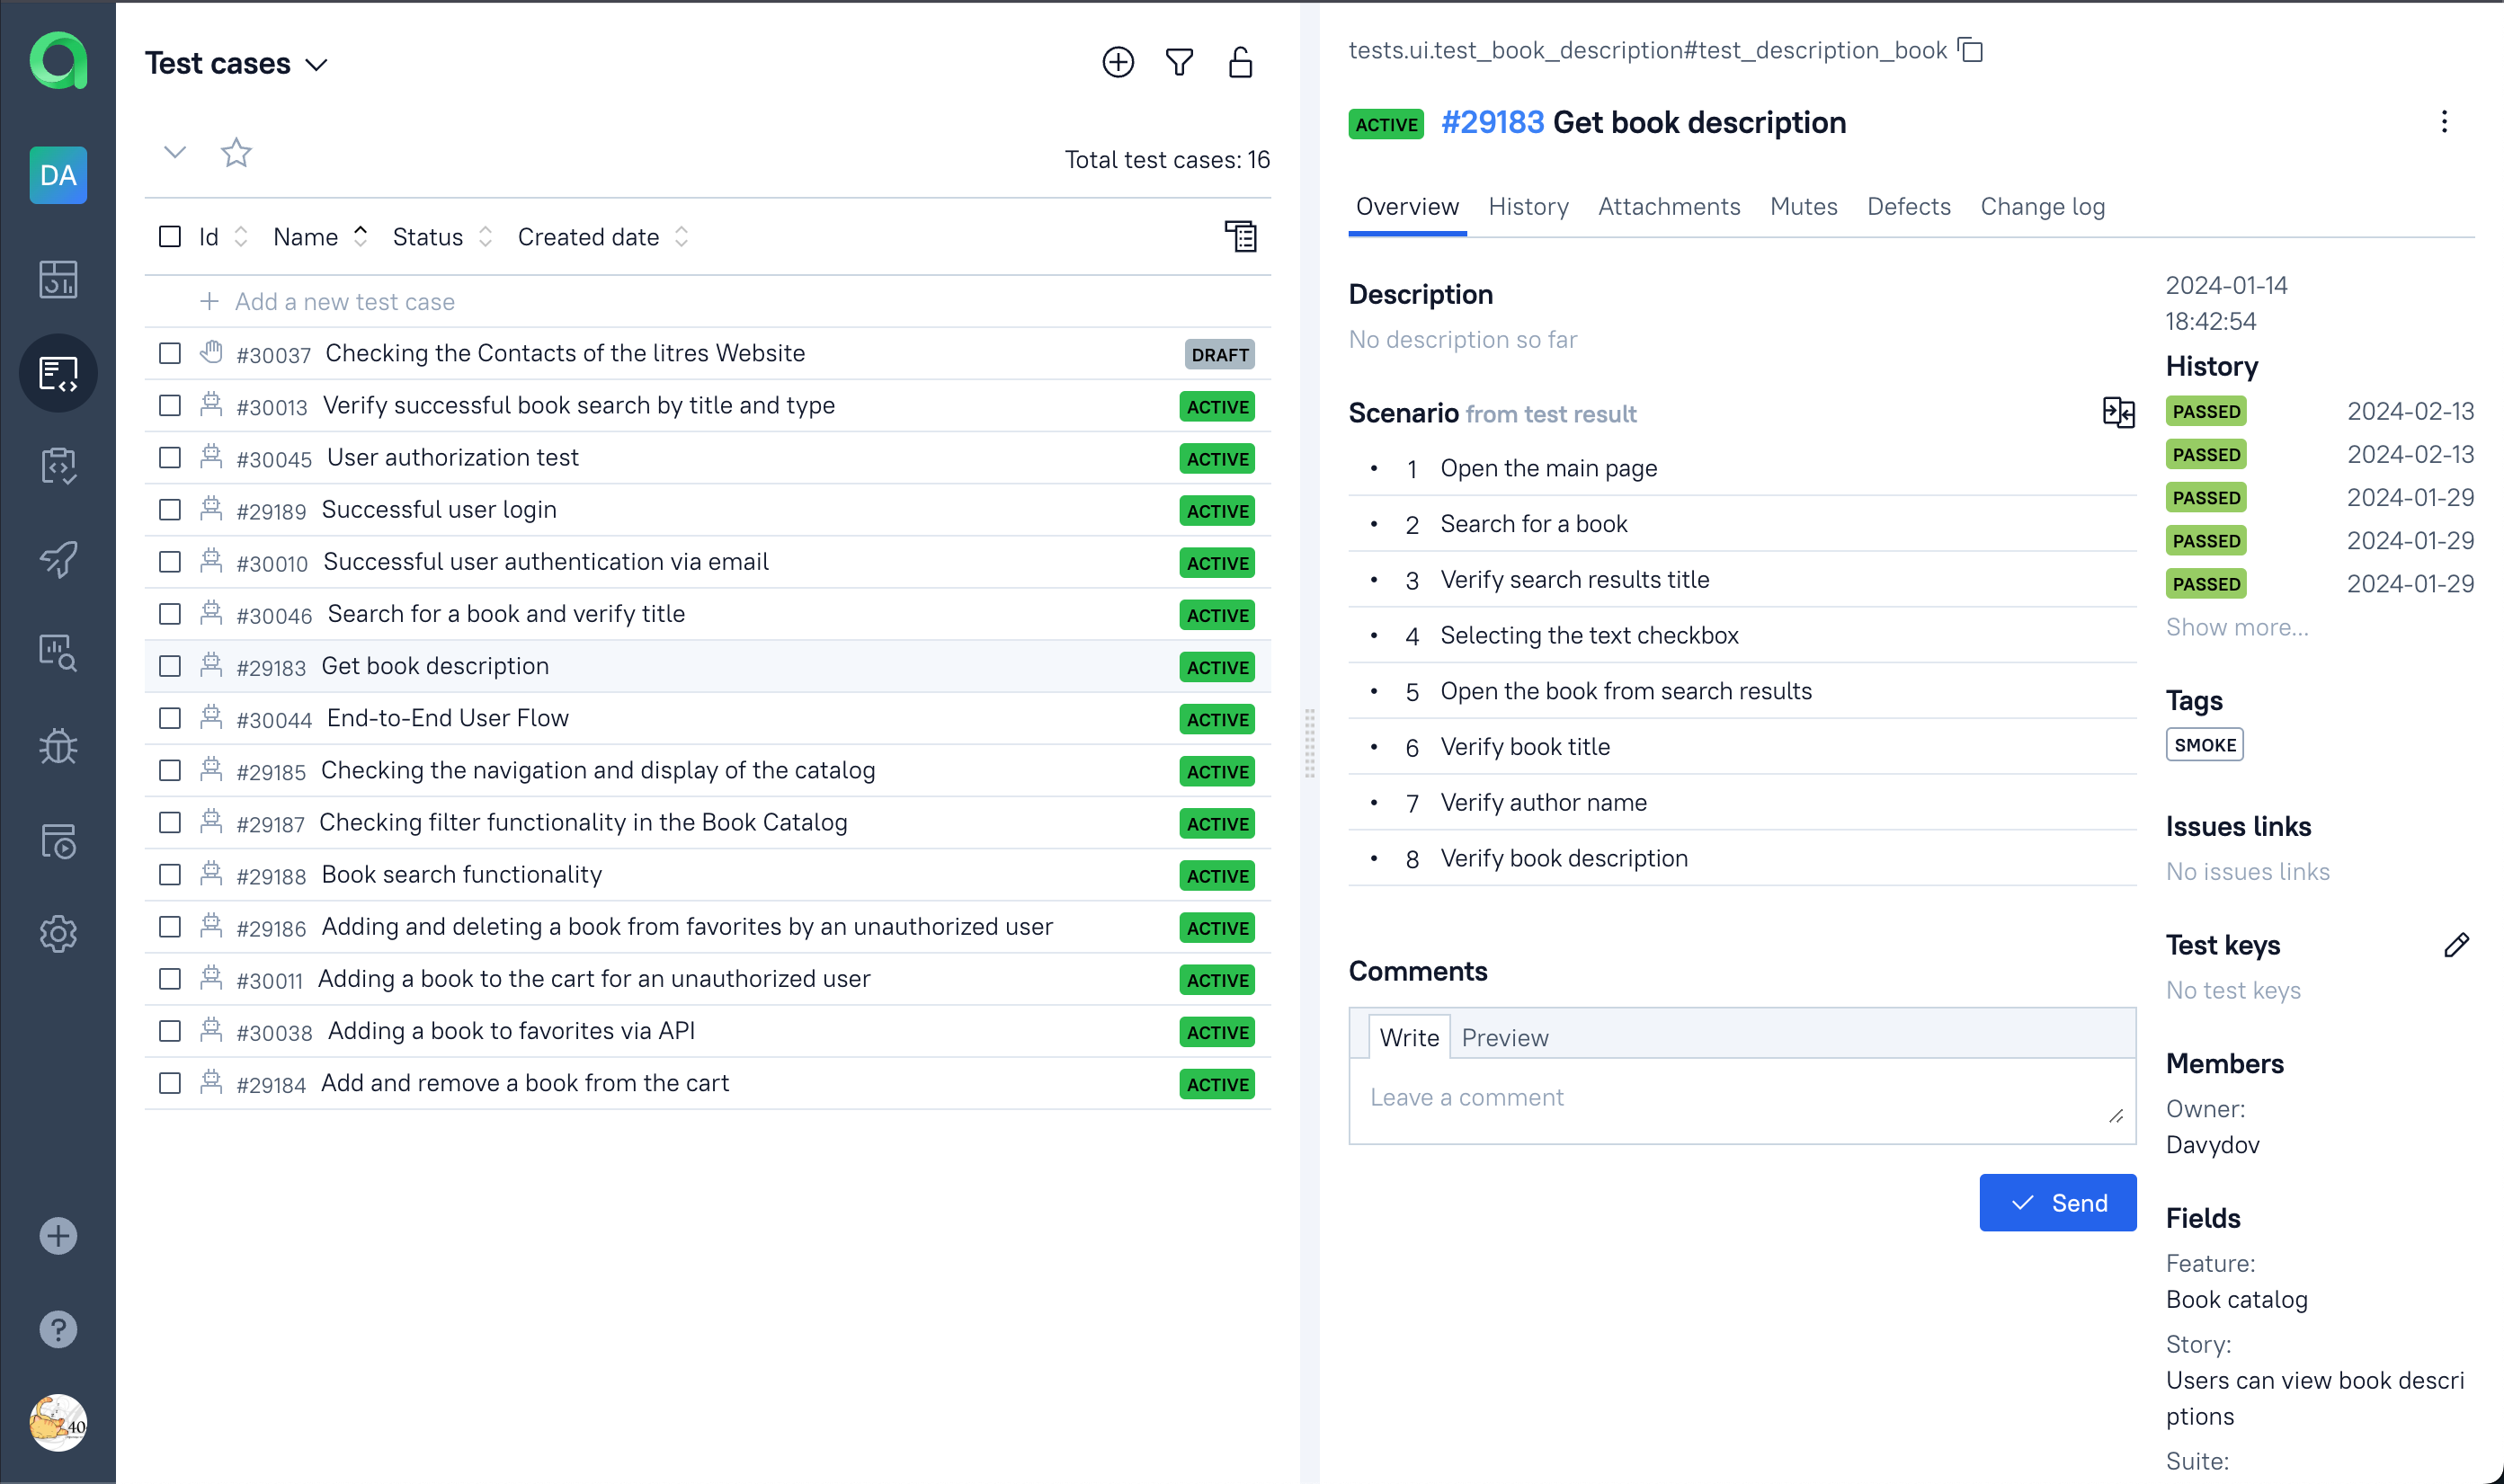 DA
40
Test cases
Total test cases: 16
Id Name Status Created date
Add a new test case
#30037 Checking the Contacts of the litres Website DRAFT
#30013 Verify successful book search by title and type ACTIVE
#30045 User authorization test ACTIVE
#29189 Successful user login ACTIVE
#30010 Successful user authentication via email ACTIVE
#30046 Search for a book and verify title ACTIVE
#29183 Get book description ACTIVE
#30044 End-to-End User Flow ACTIVE
#29185 Checking the navigation and display of the catalog ACTIVE
#29187 Checking filter functionality in the Book Catalog ACTIVE
#29188 Book search functionality ACTIVE
#29186 Adding and deleting a book from favorites by an unauthorized user ACTIVE
#30011 Adding a book to the cart for an unauthorized user ACTIVE
#30038 Adding a book to favorites via API ACTIVE
#29184 Add and remove a book from the cart ACTIVE
tests.ui.test_book_description#test_description_book
ACTIVE #29183 Get book description
Overview History Attachments Mutes Defects Change log
Description
No description so far
Scenario from test result
• 1 Open the main page
• 2 Search for a book
• 3 Verify search results title
• 4 Selecting the text checkbox
• 5 Open the book from search results
• 6 Verify book title
• 7 Verify author name
• 8 Verify book description
Comments
Write Preview
Leave a comment
Send
2024-01-14
18:42:54
History
PASSED 2024-02-13
PASSED 2024-02-13
PASSED 2024-01-29
PASSED 2024-01-29
PASSED 2024-01-29
Show more...
Tags
SMOKE
Issues links
No issues links
Test keys
No test keys
Members
Owner:
Davydov
Fields
Feature:
Book catalog
Story:
Users can view book descri
ptions
Suite: